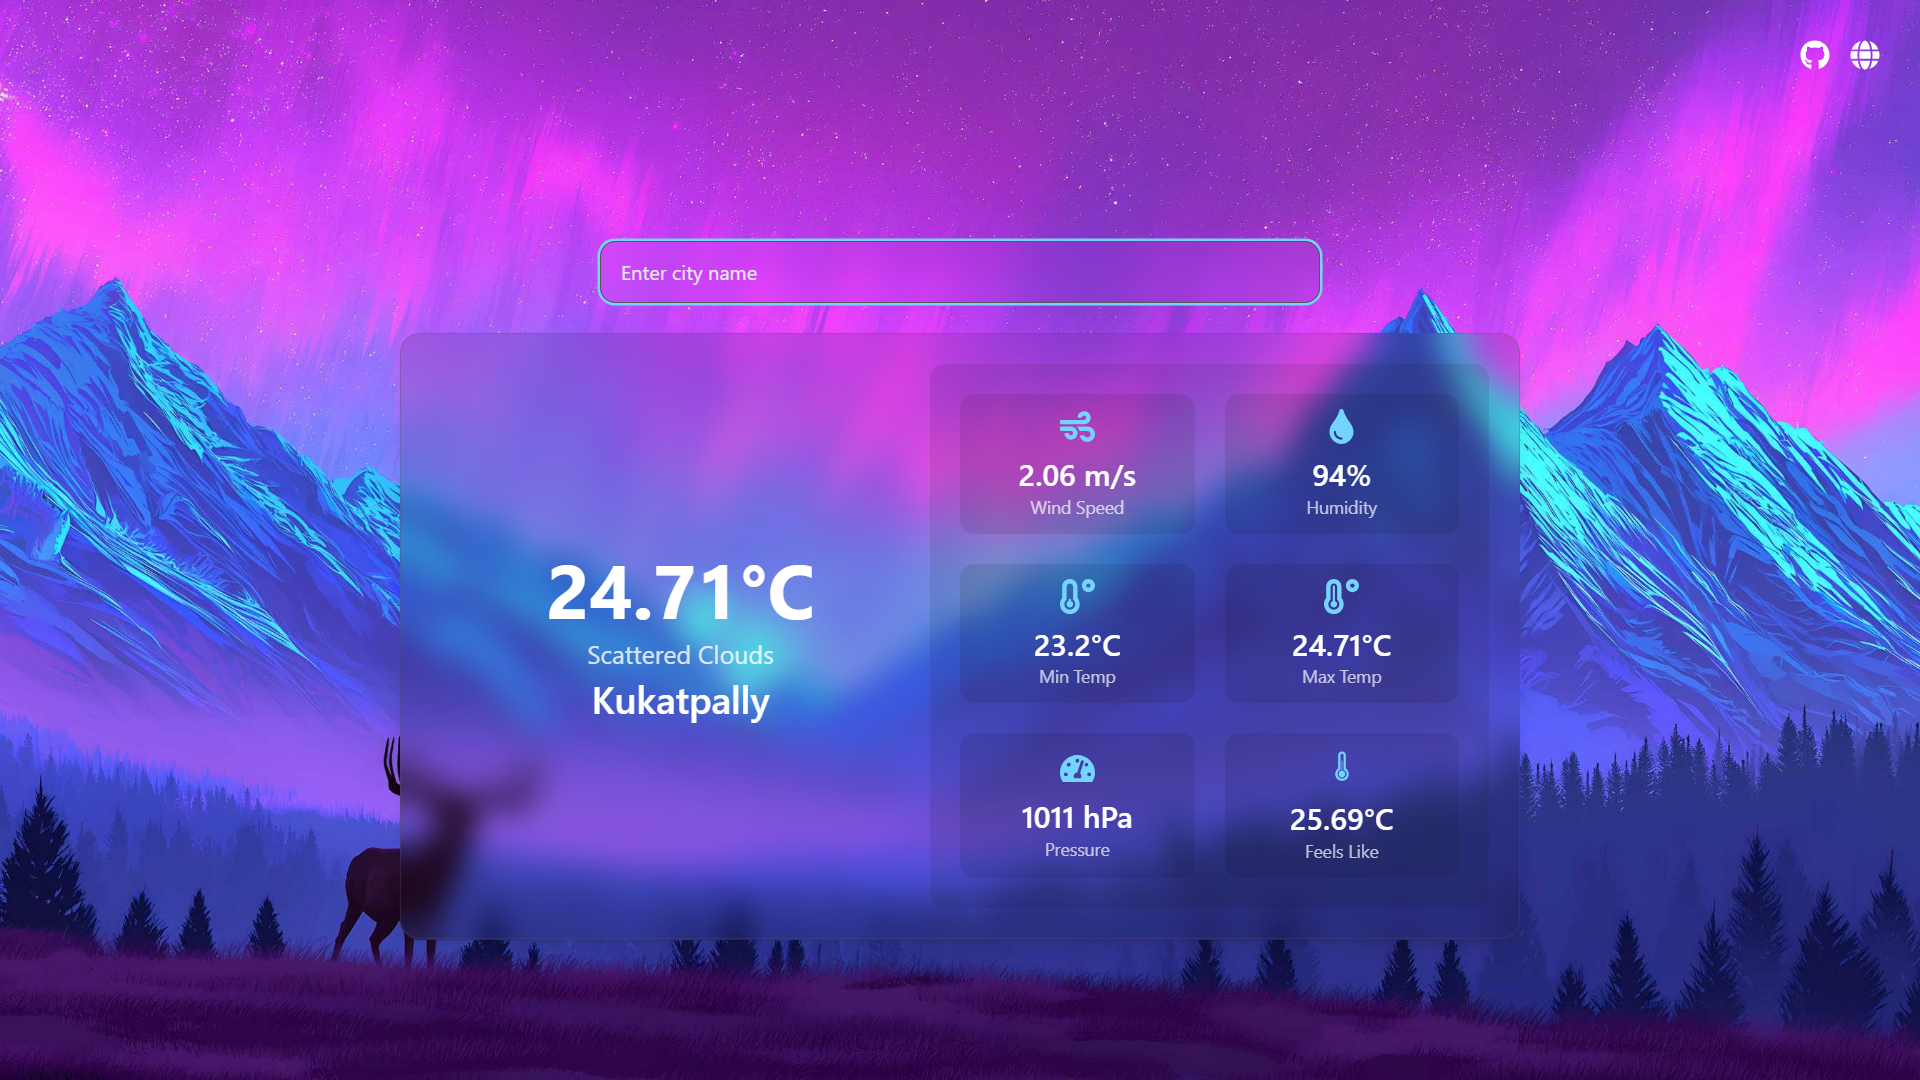 Enter city name
24.71°C
Scattered Clouds
Kukatpally
2.06 m/s
Wind Speed
94%
Humidity
23.2°C
Min Temp
24.71°C
Max Temp
1011 hPa
Pressure
25.69°C
Feels Like